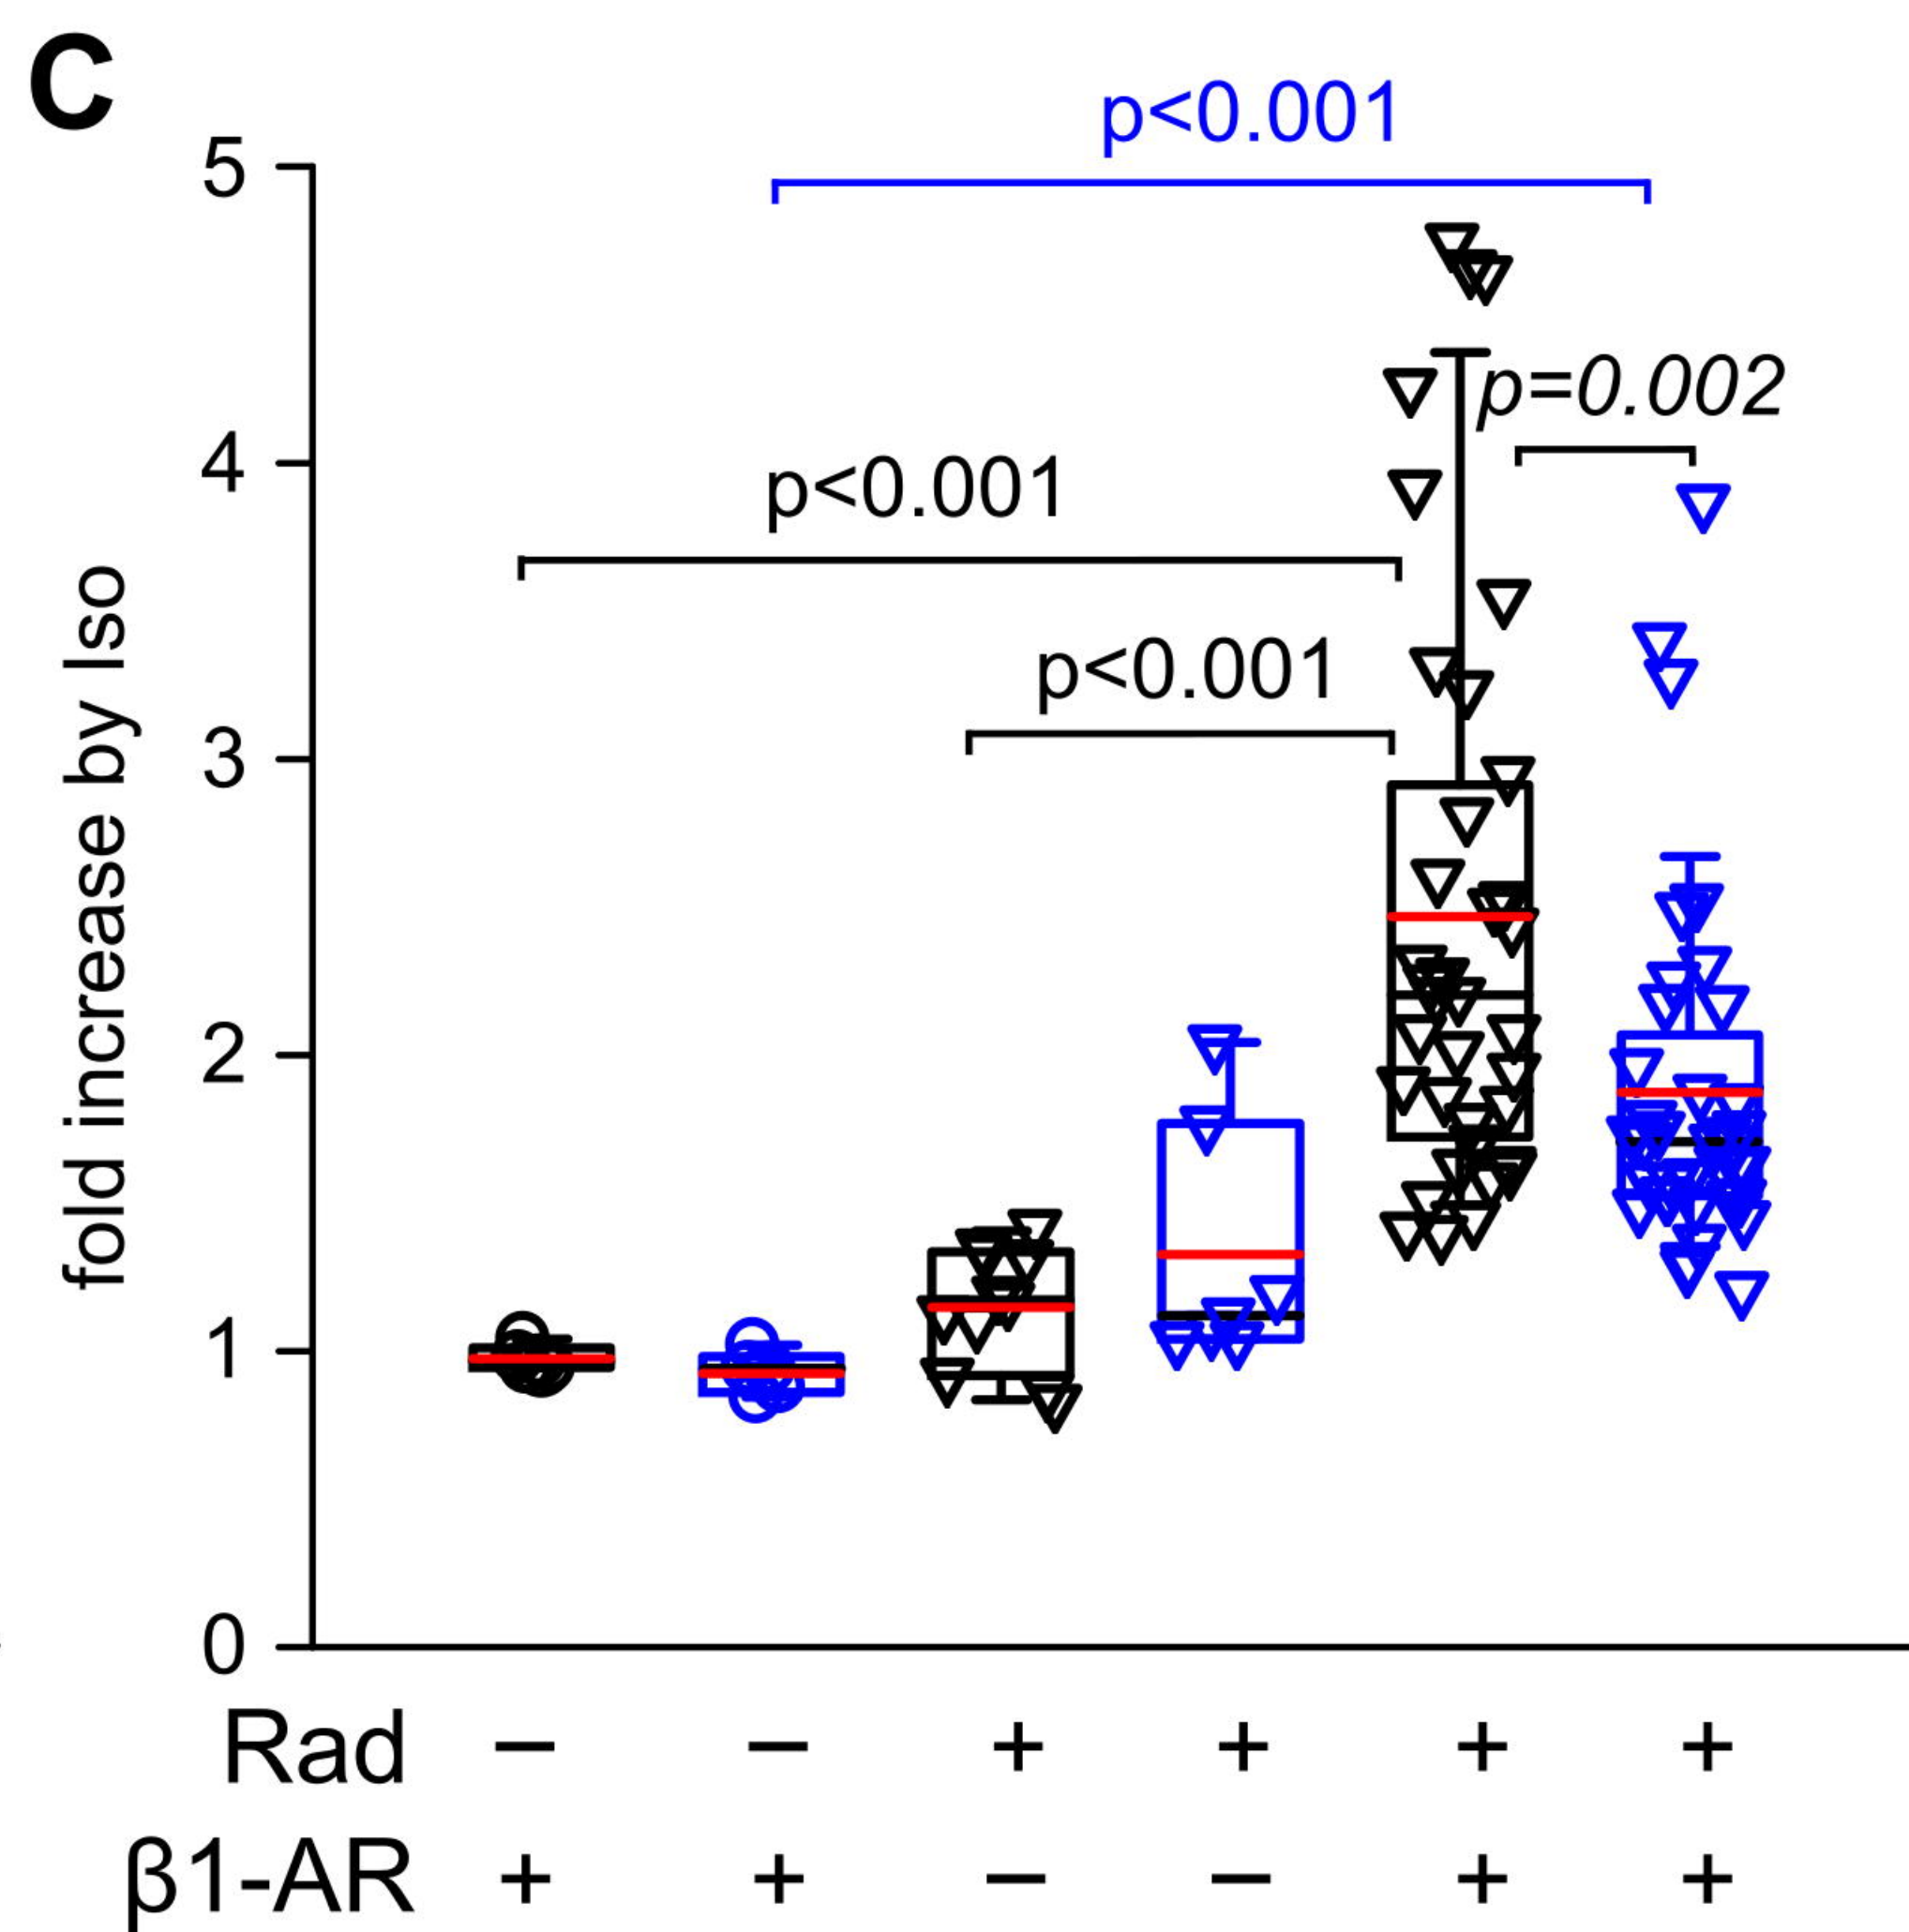 C
p<0.001
5
p=0.002
4
p<0.001
p<0.001
3
fold increase by Iso
2
1
0
Rad − − + + + +
β1-AR + + − − + +